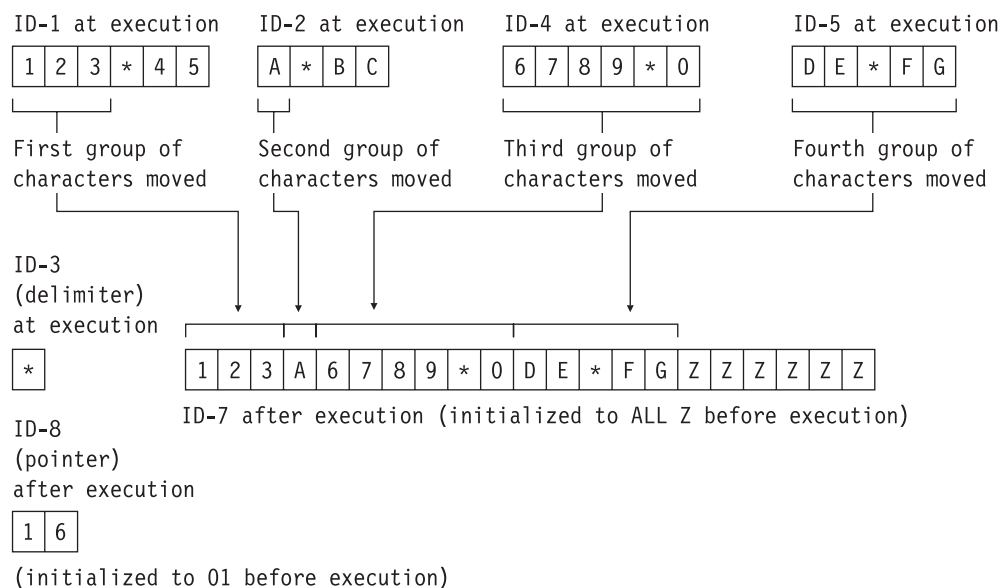 ID-1 at execution ID-2 at execution ID-4 at execution ID-5 at execution
1 2 3 * 4 5 A * B C 6 7 8 9 * 0 D E * F G
First group of characters moved
Second group of characters moved
Third group of characters moved
Fourth group of characters moved
ID-3
(delimiter)
at execution
*
1 2 3 A 6 7 8 9 * 0 D E * F G Z Z Z Z Z Z
ID-7 after execution (initialized to ALL Z before execution)
ID-8
(pointer)
after execution
1 6
(initialized to 01 before execution)